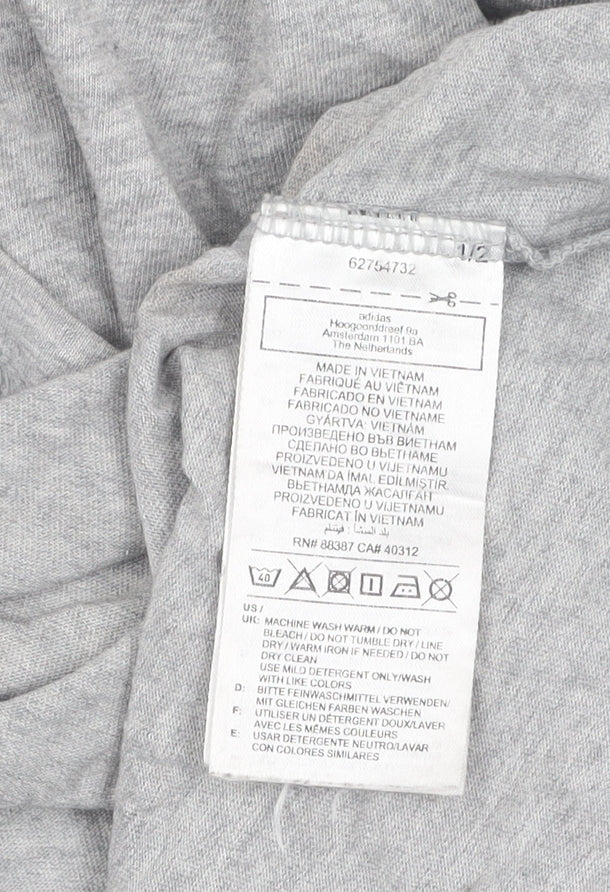 1/2
62754732
adidas
Hoogoorddreef 9a
Amsterdam 1101 BA
The Netherlands
MADE IN VIETNAM
FABRIQUÉ AU VIÊTNAM
FABRICADO EN VIETNAM
FABRICADO NO VIETNAME
GYÁRTVA: VIETNÁM
ПРОИЗВЕДЕНО ВЪВ ВИЕТНАМ
СДЕЛАНО ВО ВЬЕТНАМЕ
PROIZVEDENO U VIJETNAMU
VIETNAM'DA İMAL EDİLMİŞTİR.
ВЬЕТНАМДА ЖАСАЛҒАН
PROIZVEDENO U VIJETNAMU
FABRICAT ÎN VIETNAM
بلد المنشأ : فيتنام
RN# 88387 CA# 40312
40
US /
UK: MACHINE WASH WARM / DO NOT
BLEACH / DO NOT TUMBLE DRY / LINE
DRY / WARM IRON IF NEEDED / DO NOT
DRY CLEAN
USE MILD DETERGENT ONLY/WASH
WITH LIKE COLORS
D: BITTE FEINWASCHMITTEL VERWENDEN/
MIT GLEICHEN FARBEN WASCHEN
F: UTILISER UN DÉTERGENT DOUX/LAVER
AVEC LES MÊMES COULEURS
E: USAR DETERGENTE NEUTRO/LAVAR
CON COLORES SIMILARES